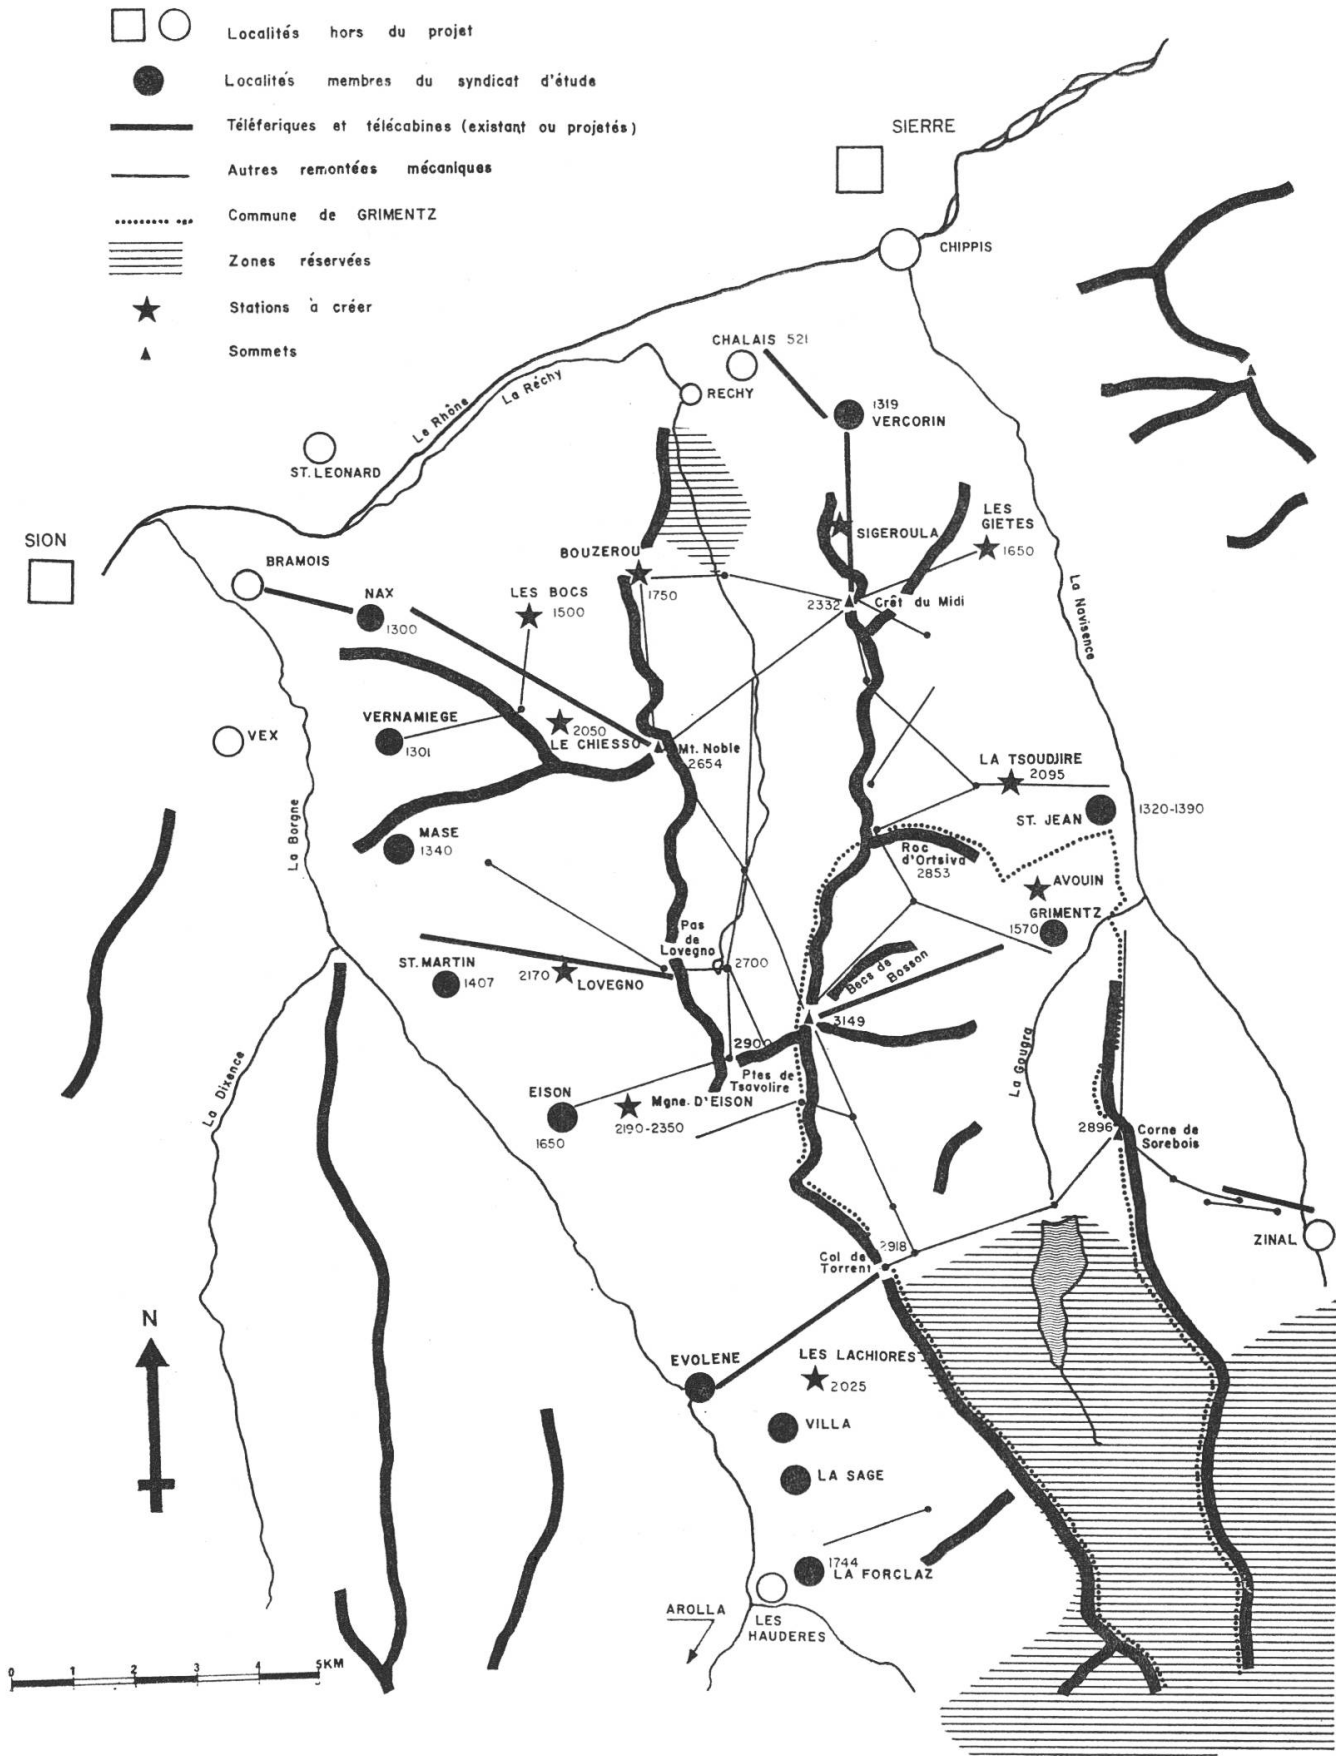 Localités hors du projet
Localités membres du syndicat d'étude
Téléferiques et télécabines (existant ou projetés)
Autres remontées mécaniques
Commune de GRIMENTZ
Zones réservées
Stations à créer
Sommets
SIERRE
CHIPPIS
CHALAIS 521
RECHY
La Réchy
Le Rhône
1319
VERCORIN
ST. LEONARD
SION
BRAMOIS
NAX
1300
LES BOCS
1500
BOUZEROU
1750
SIGEROULA
LES
GIETES
1650
2332
Crêt du Midi
La Navisence
VEX
VERNAMIEGE
1301
2050
LE CHIESSO
Mt. Noble
2654
LA TSOUDJIRE
2095
ST. JEAN
1320-1390
La Borgne
MASE
1340
Roc
d'Ortsiva
2853
AVOUIN
GRIMENTZ
1570
Pas
de
Lovegno
2700
Becs de
Bosson
ST. MARTIN
1407
2170
LOVEGNO
3149
2900
Ptes de
Tsavolire
La Dixence
La Gougra
EISON
1650
Mgne. D'EISON
2190-2350
2896
Corne de
Sorebois
ZINAL
2918
Col de
Torrent
N
EVOLENE
LES LACHIORES
2025
VILLA
LA SAGE
1744
LA FORCLAZ
AROLLA
LES
HAUDERES
0 1 2 3 4 5KM